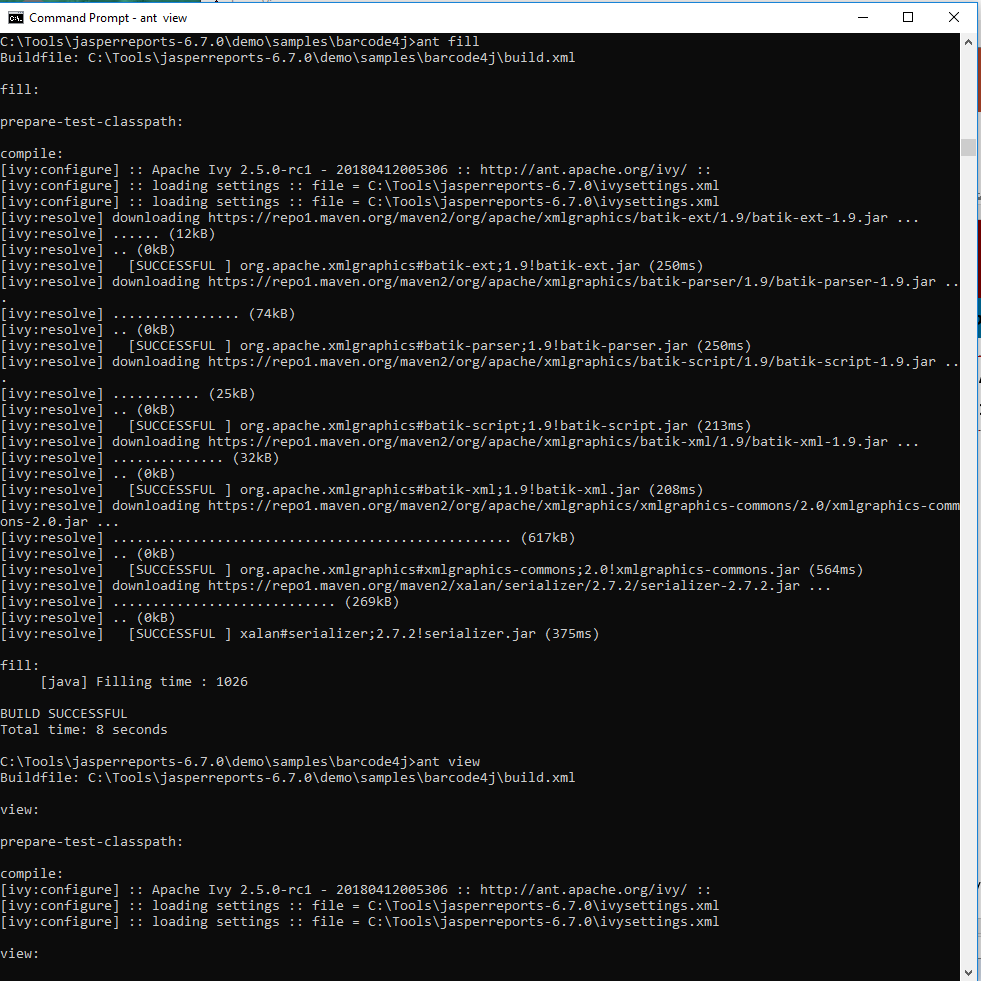 Command Prompt - ant view
C:\Tools\jasperreports-6.7.0\demo\samples\barcode4j>ant fill
Buildfile: C:\Tools\jasperreports-6.7.0\demo\samples\barcode4j\build.xml
fill:
prepare-test-classpath:
compile:
[ivy:configure] :: Apache Ivy 2.5.0-rc1 - 20180412005306 :: http://ant.apache.org/ivy/ ::
[ivy:configure] :: loading settings :: file = C:\Tools\jasperreports-6.7.0\ivysettings.xml
[ivy:configure] :: loading settings :: file = C:\Tools\jasperreports-6.7.0\ivysettings.xml
[ivy:resolve] downloading https://repo1.maven.org/maven2/org/apache/xmlgraphics/batik-ext/1.9/batik-ext-1.9.jar ...
[ivy:resolve] ...... (12kB)
[ivy:resolve] .. (0kB)
[ivy:resolve]   [SUCCESSFUL ] org.apache.xmlgraphics#batik-ext;1.9!batik-ext.jar (250ms)
[ivy:resolve] downloading https://repo1.maven.org/maven2/org/apache/xmlgraphics/batik-parser/1.9/batik-parser-1.9.jar ..
.
[ivy:resolve] ................ (74kB)
[ivy:resolve] .. (0kB)
[ivy:resolve]   [SUCCESSFUL ] org.apache.xmlgraphics#batik-parser;1.9!batik-parser.jar (250ms)
[ivy:resolve] downloading https://repo1.maven.org/maven2/org/apache/xmlgraphics/batik-script/1.9/batik-script-1.9.jar ..
.
[ivy:resolve] ........... (25kB)
[ivy:resolve] .. (0kB)
[ivy:resolve]   [SUCCESSFUL ] org.apache.xmlgraphics#batik-script;1.9!batik-script.jar (213ms)
[ivy:resolve] downloading https://repo1.maven.org/maven2/org/apache/xmlgraphics/batik-xml/1.9/batik-xml-1.9.jar ...
[ivy:resolve] .............. (32kB)
[ivy:resolve] .. (0kB)
[ivy:resolve]   [SUCCESSFUL ] org.apache.xmlgraphics#batik-xml;1.9!batik-xml.jar (208ms)
[ivy:resolve] downloading https://repo1.maven.org/maven2/org/apache/xmlgraphics/xmlgraphics-commons/2.0/xmlgraphics-comm
ons-2.0.jar ...
[ivy:resolve] .................................................. (617kB)
[ivy:resolve] .. (0kB)
[ivy:resolve]   [SUCCESSFUL ] org.apache.xmlgraphics#xmlgraphics-commons;2.0!xmlgraphics-commons.jar (564ms)
[ivy:resolve] downloading https://repo1.maven.org/maven2/xalan/serializer/2.7.2/serializer-2.7.2.jar ...
[ivy:resolve] ............................ (269kB)
[ivy:resolve] .. (0kB)
[ivy:resolve]   [SUCCESSFUL ] xalan#serializer;2.7.2!serializer.jar (375ms)
fill:
     [java] Filling time : 1026
BUILD SUCCESSFUL
Total time: 8 seconds
C:\Tools\jasperreports-6.7.0\demo\samples\barcode4j>ant view
Buildfile: C:\Tools\jasperreports-6.7.0\demo\samples\barcode4j\build.xml
view:
prepare-test-classpath:
compile:
[ivy:configure] :: Apache Ivy 2.5.0-rc1 - 20180412005306 :: http://ant.apache.org/ivy/ ::
[ivy:configure] :: loading settings :: file = C:\Tools\jasperreports-6.7.0\ivysettings.xml
[ivy:configure] :: loading settings :: file = C:\Tools\jasperreports-6.7.0\ivysettings.xml
view: